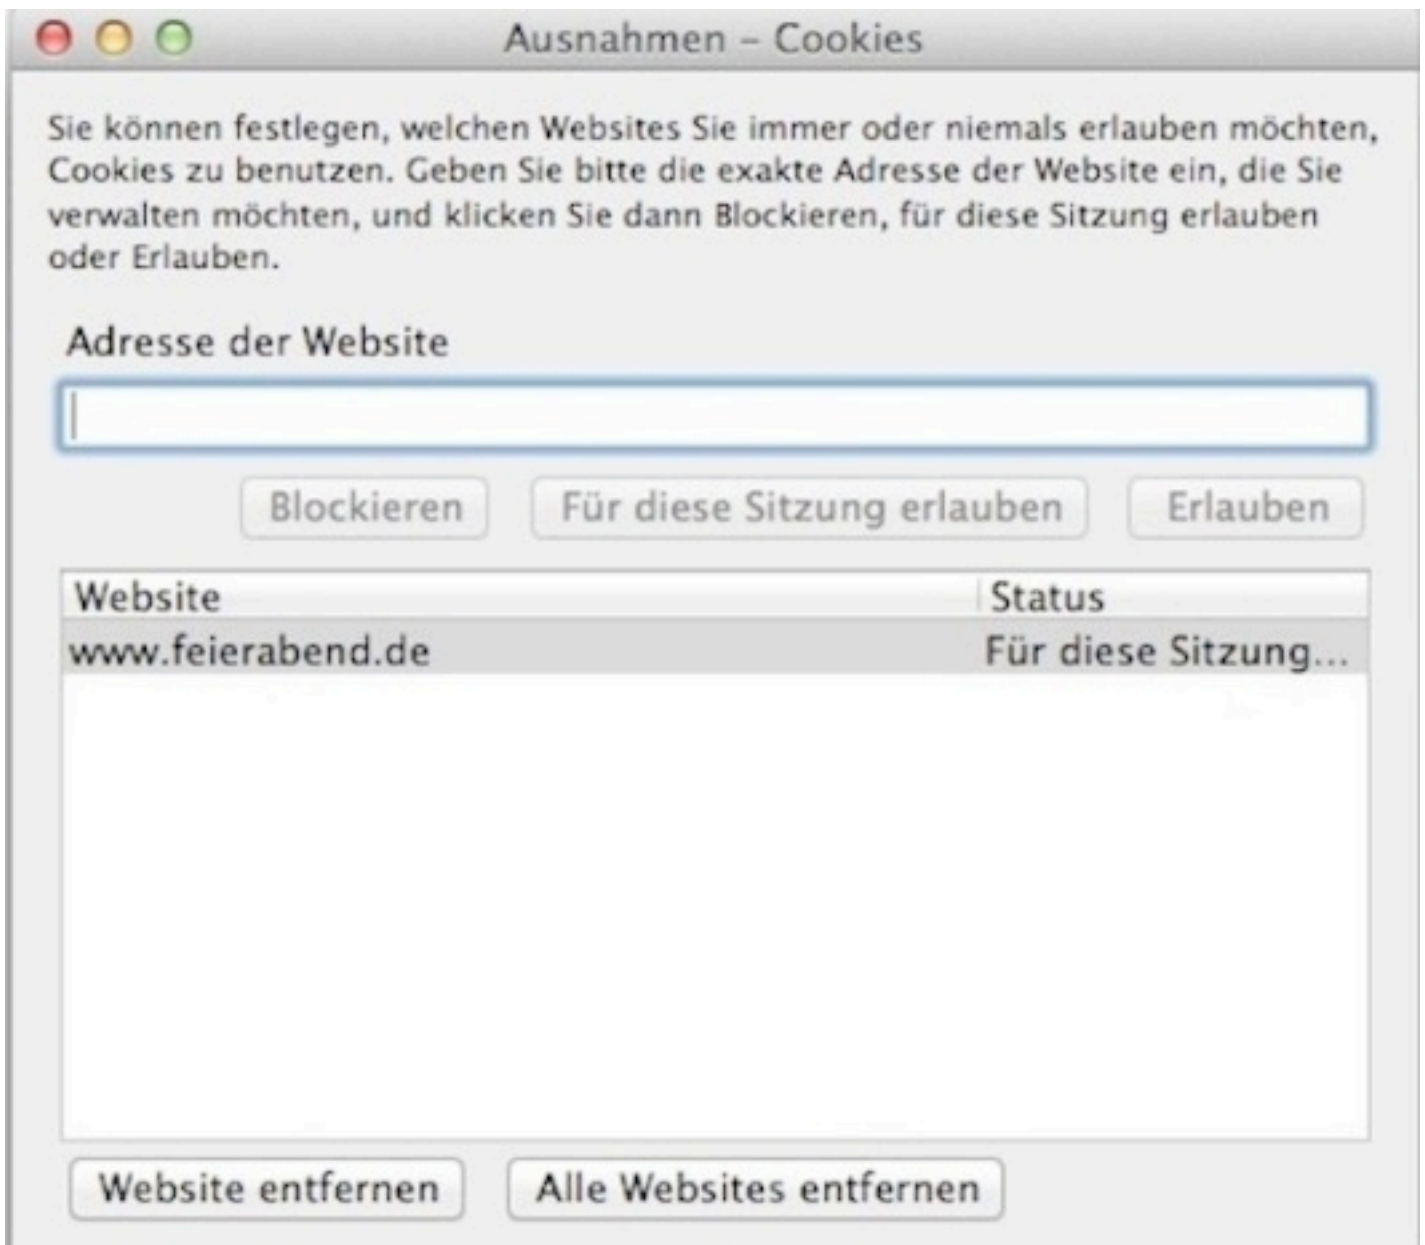 Ausnahmen – Cookies
Sie können festlegen, welchen Websites Sie immer oder niemals erlauben möchten,
Cookies zu benutzen. Geben Sie bitte die exakte Adresse der Website ein, die Sie
verwalten möchten, und klicken Sie dann Blockieren, für diese Sitzung erlauben
oder Erlauben.
Adresse der Website
Blockieren Für diese Sitzung erlauben Erlauben
Website Status
www.feierabend.de Für diese Sitzung...
Website entfernen Alle Websites entfernen